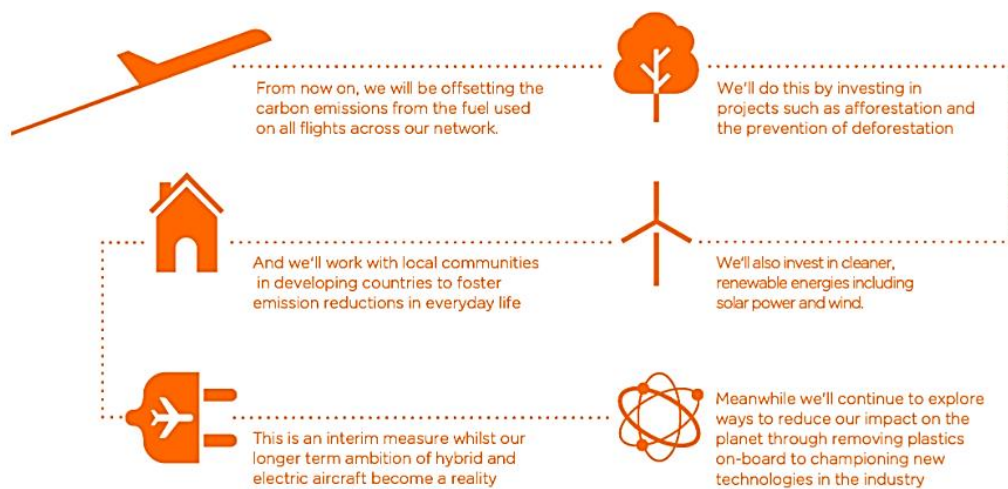 From now on, we will be offsetting the
carbon emissions from the fuel used
on all flights across our network.
We'll do this by investing in
projects such as afforestation and
the prevention of deforestation
We'll also invest in cleaner,
renewable energies including
solar power and wind.
And we'll work with local communities
in developing countries to foster
emission reductions in everyday life
This is an interim measure whilst our
longer term ambition of hybrid and
electric aircraft become a reality
Meanwhile we'll continue to explore
ways to reduce our impact on the
planet through removing plastics
on-board to championing new
technologies in the industry